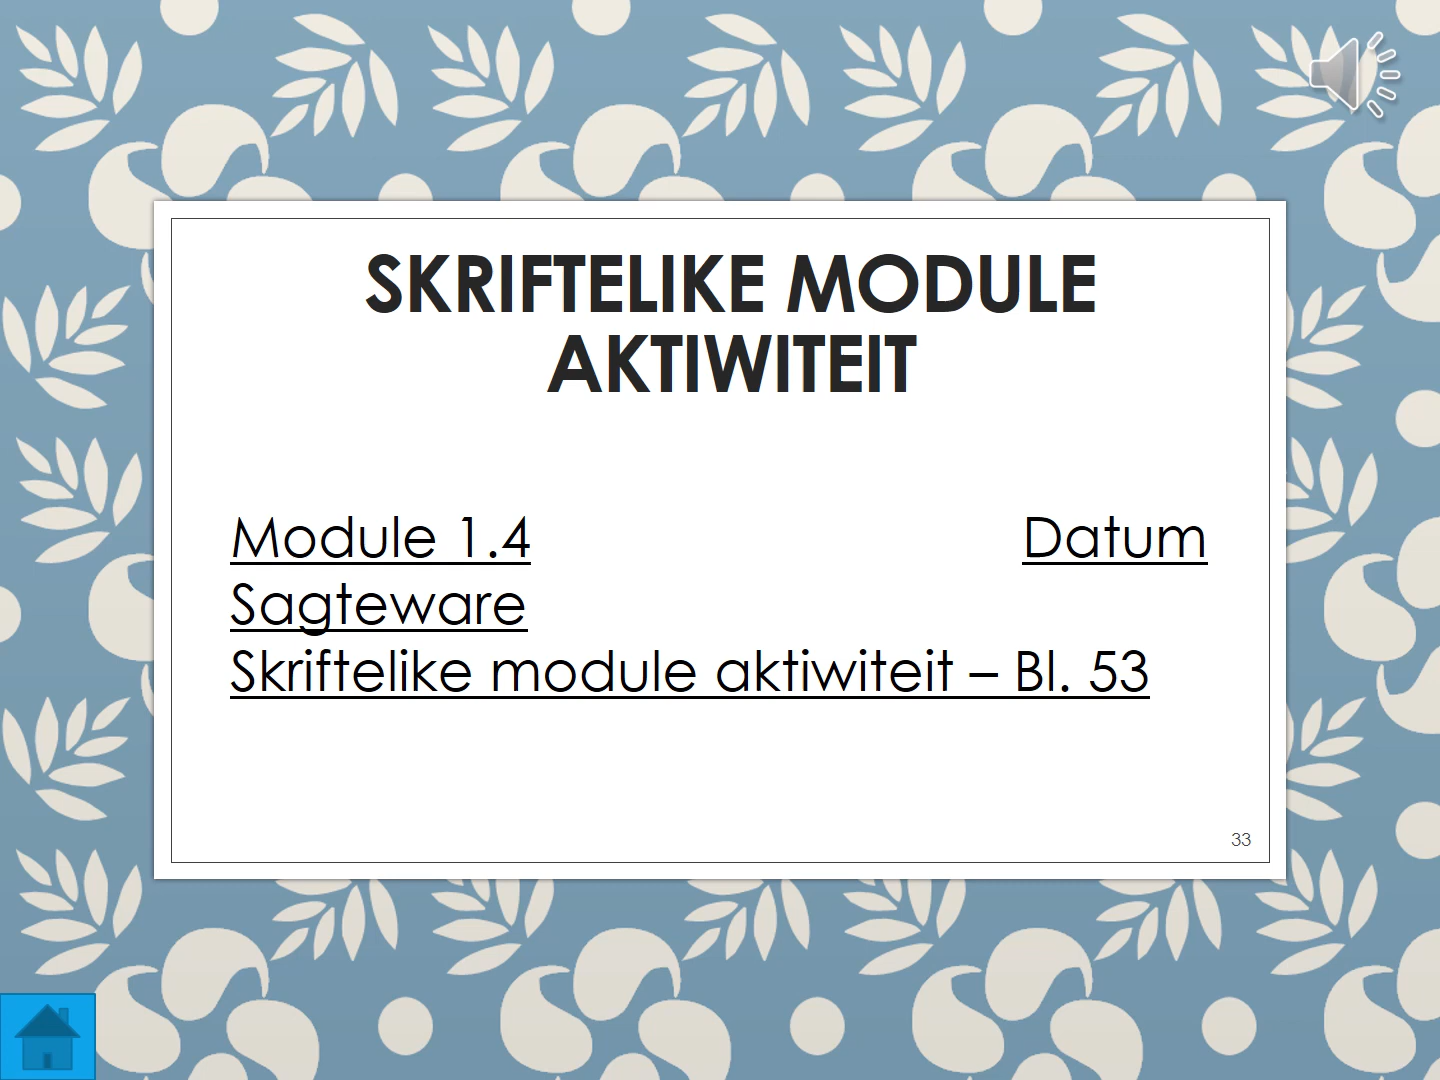 SKRIFTELIKE MODULE
AKTIWITEIT
Module 1.4 Datum
Sagteware
Skriftelike module aktiwiteit – Bl. 53
33